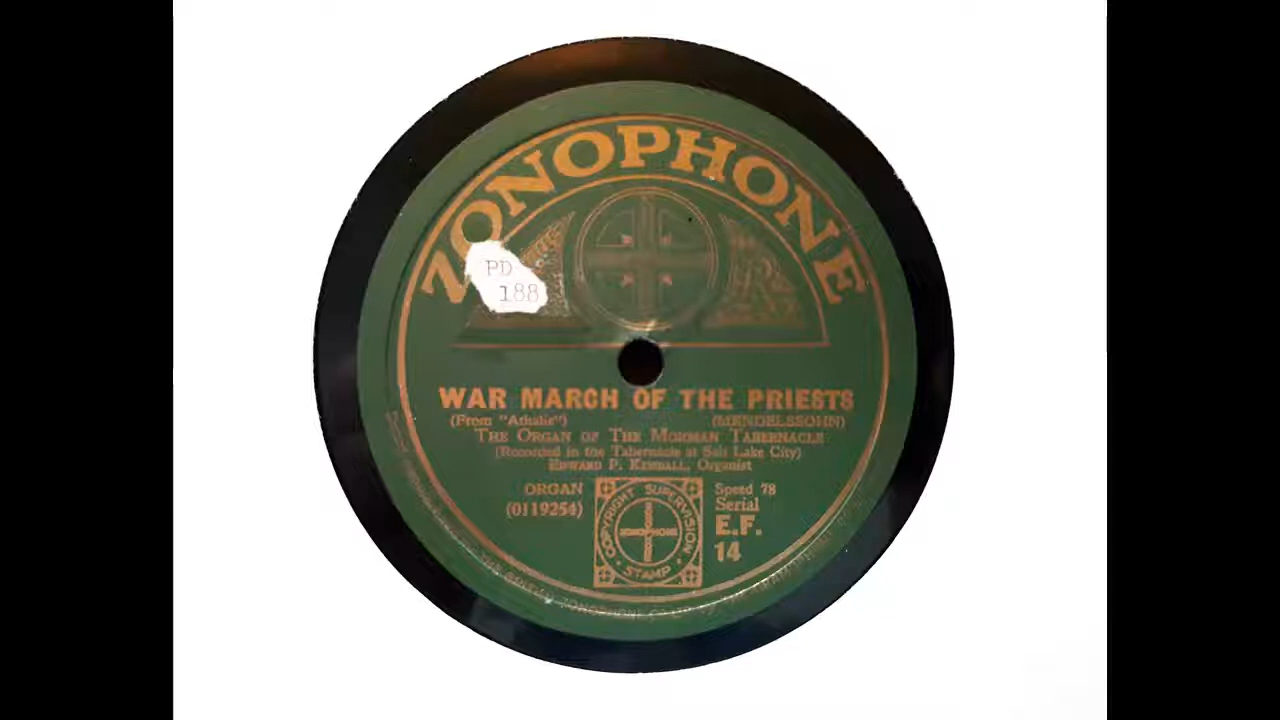 ZONOPHONE
PD
188
WAR MARCH OF THE PRIESTS
(From "Athalie") (MENDELSSOHN)
THE ORGAN OF THE MORMAN TABERNACLE
(Recorded in the Tabernacle at Salt Lake City)
EDWARD P. KIMBALL, Organist
ORGAN
(0119254)
COPYRIGHT SUPERVISION
ZONOPHONE
STAMP
Speed 78
Serial
E.F.
14